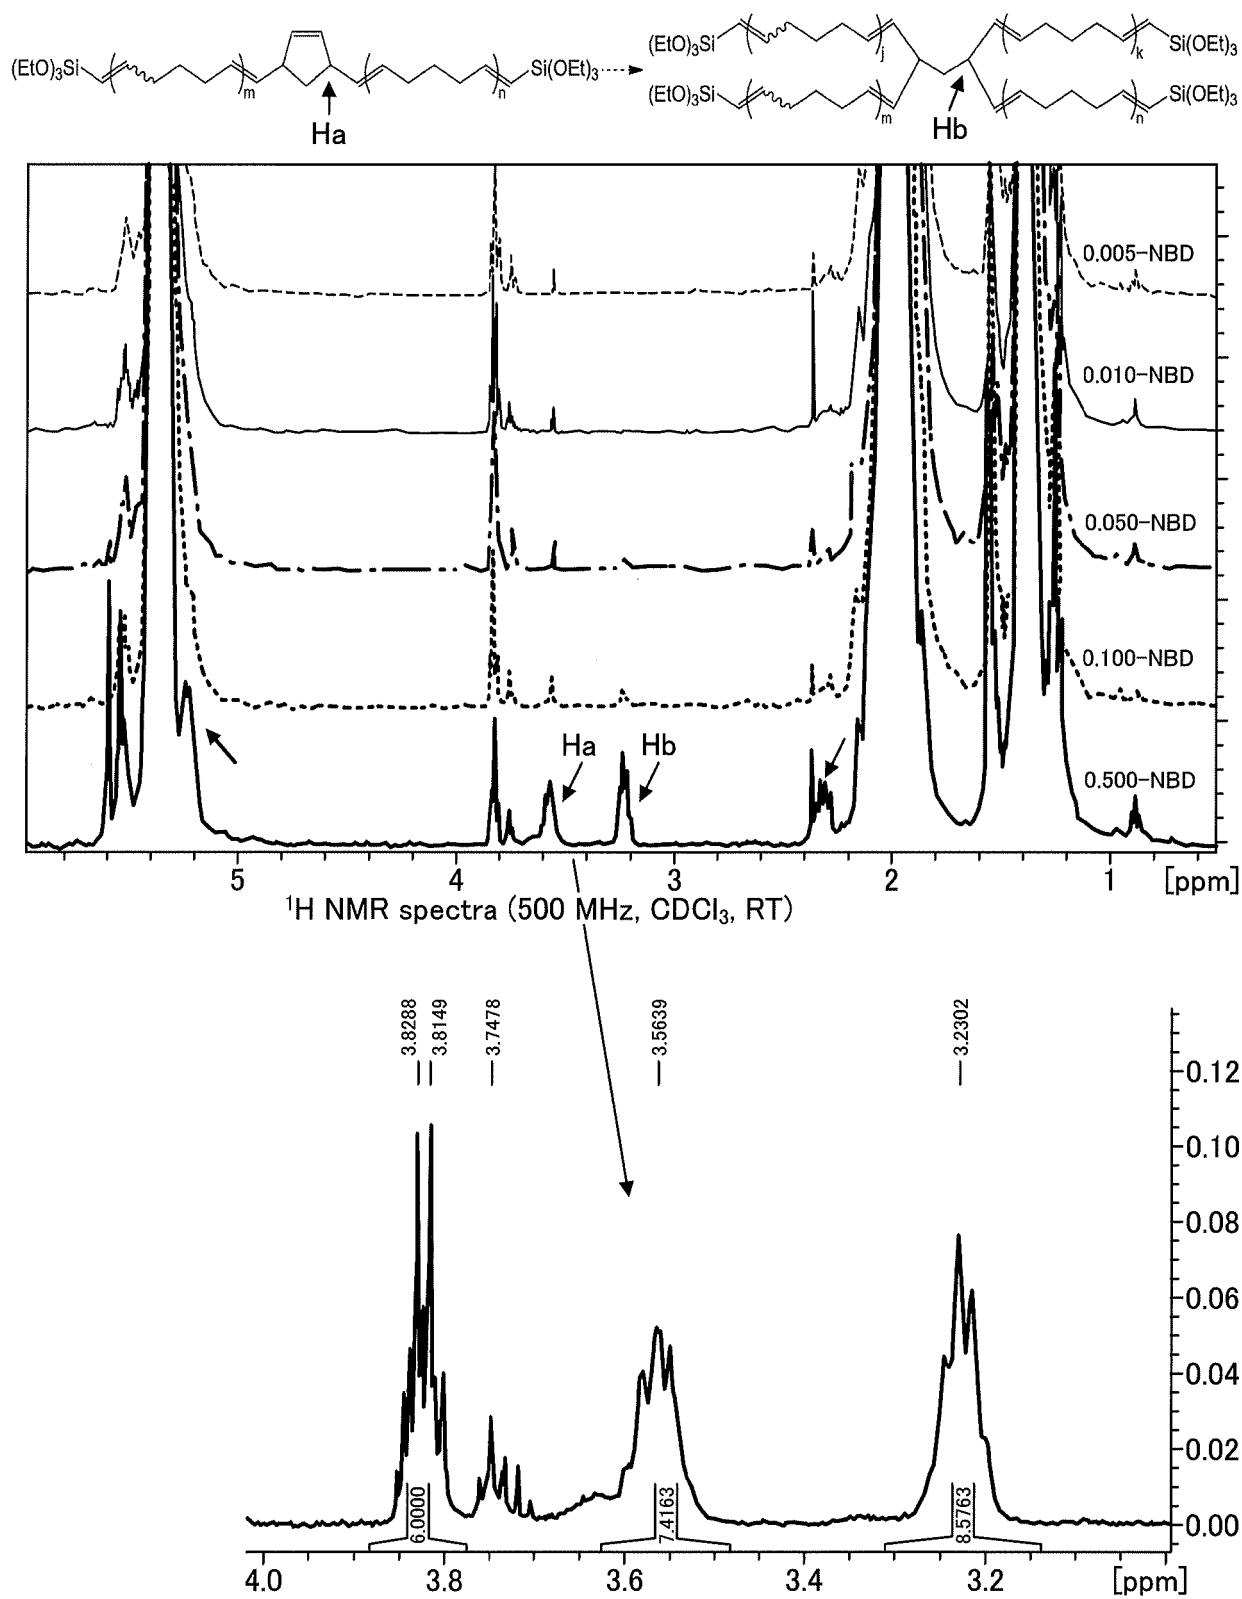 (EtO)₃Si m n Si(OEt)₃
Ha
(EtO)₃Si j k Si(OEt)₃
(EtO)₃Si m n Si(OEt)₃
Hb
0.005-NBD
0.010-NBD
0.050-NBD
0.100-NBD
Ha Hb
0.500-NBD
5 4 3 2 1 [ppm]
¹H NMR spectra (500 MHz, CDCl₃, RT)
3.8288
3.8149
3.7478
3.5639
3.2302
0.12
0.10
0.08
0.06
0.04
0.02
0.00
6.0000
7.4163
8.5763
4.0 3.8 3.6 3.4 3.2 [ppm]